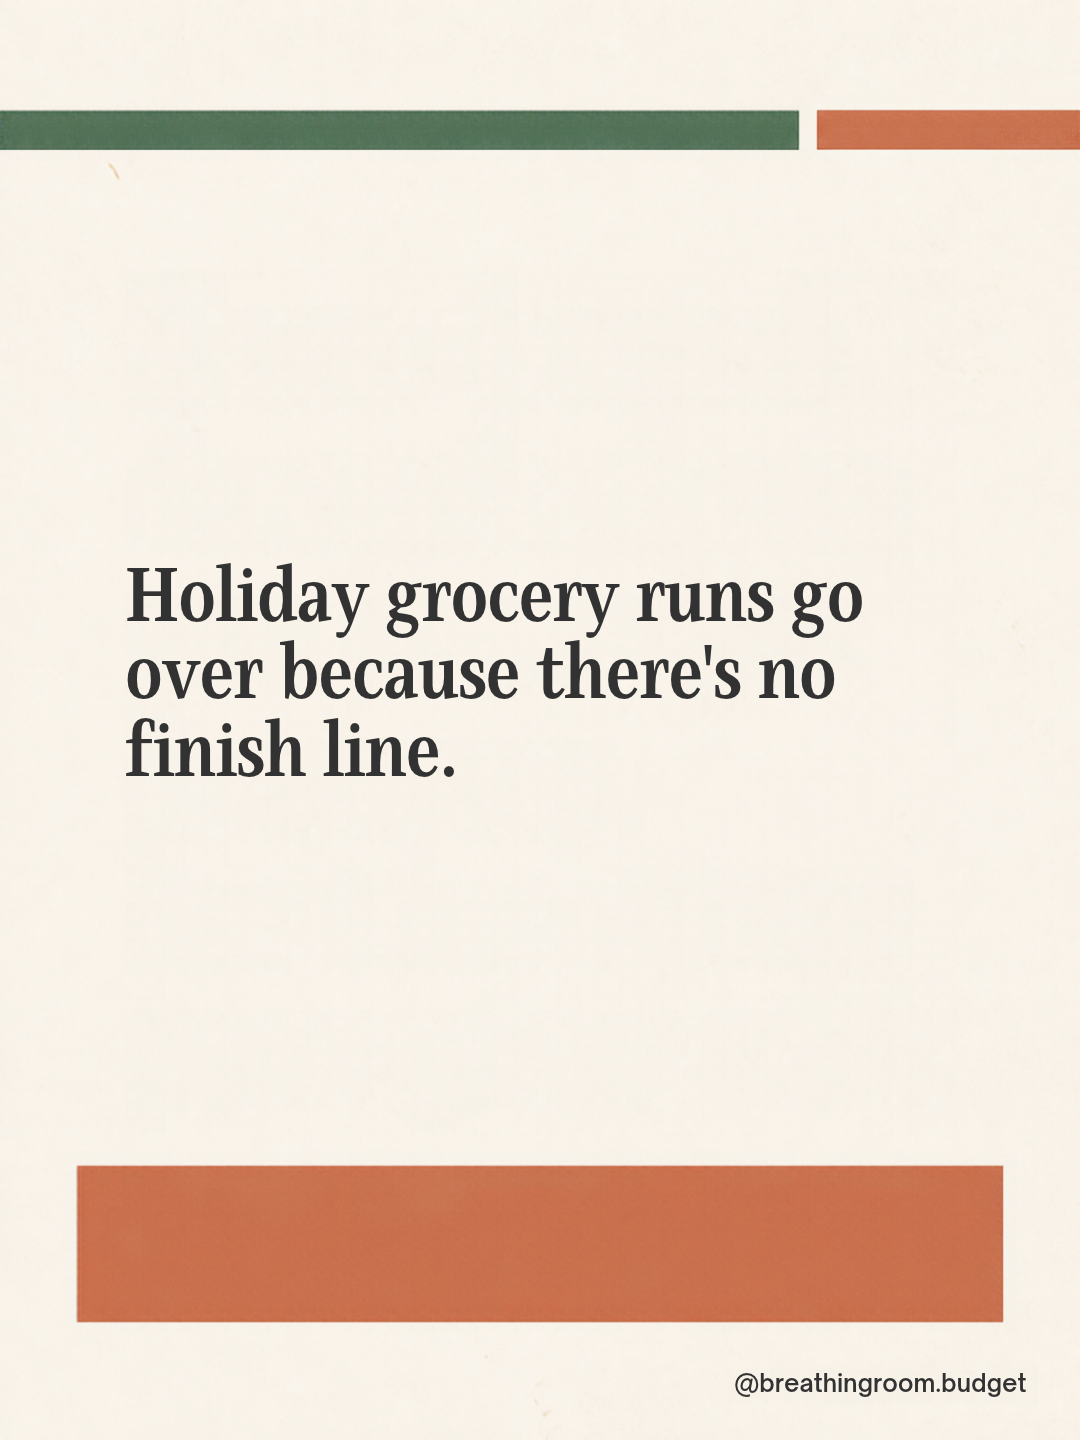 Holiday grocery runs go
over because there's no
finish line.
@breathingroom.budget